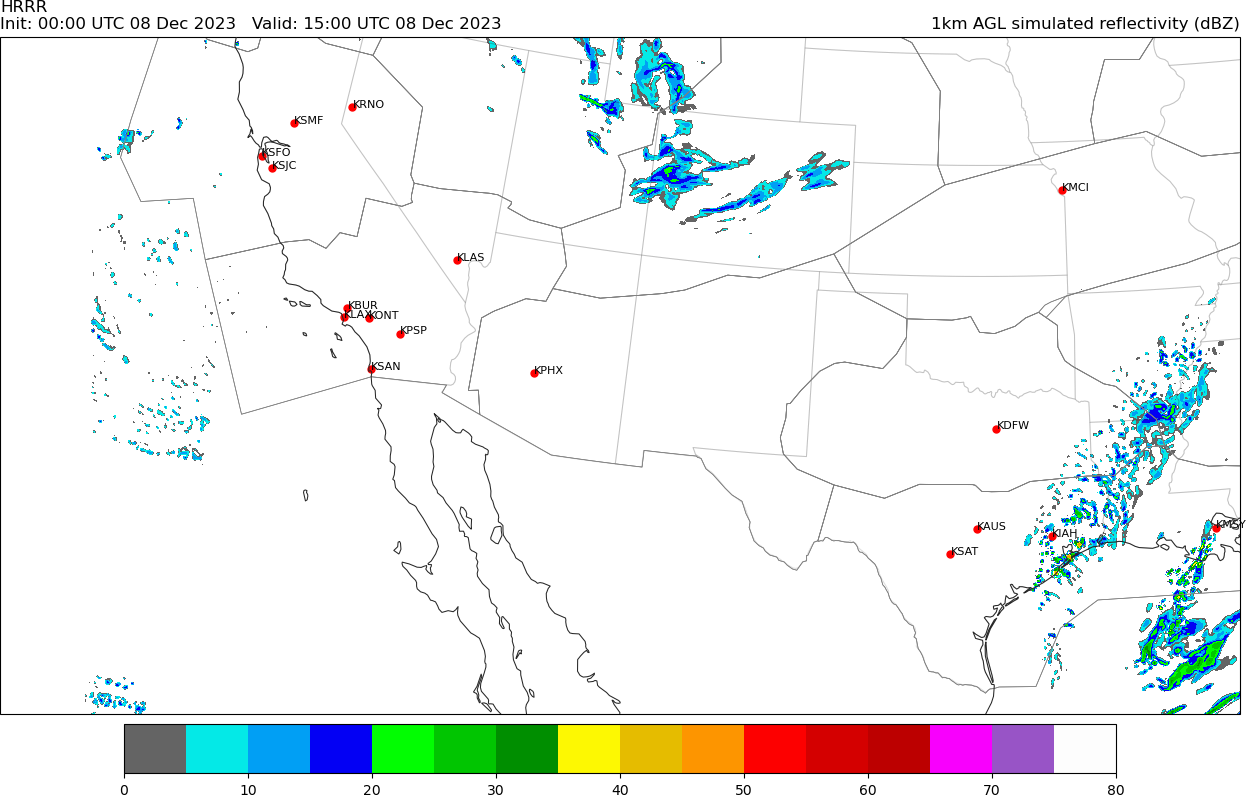 HRRR
Init: 00:00 UTC 08 Dec 2023   Valid: 15:00 UTC 08 Dec 2023   1km AGL simulated reflectivity (dBZ)
KRNO
KSMF
KSFO
KSJC
KMCI
KLAS
KBUR
KLAX
KONT
KPSP
KSAN
KPHX
KDFW
KAUS
KMSY
KIAH
KSAT
0 10 20 30 40 50 60 70 80